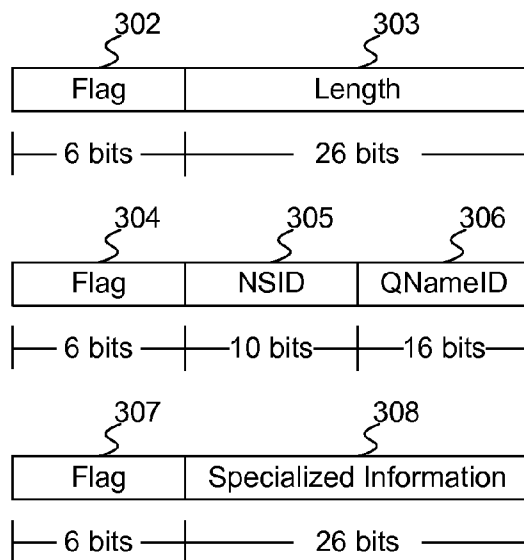 302 303
Flag Length
6 bits 26 bits
304 305 306
Flag NSID QNameID
6 bits 10 bits 16 bits
307 308
Flag Specialized Information
6 bits 26 bits